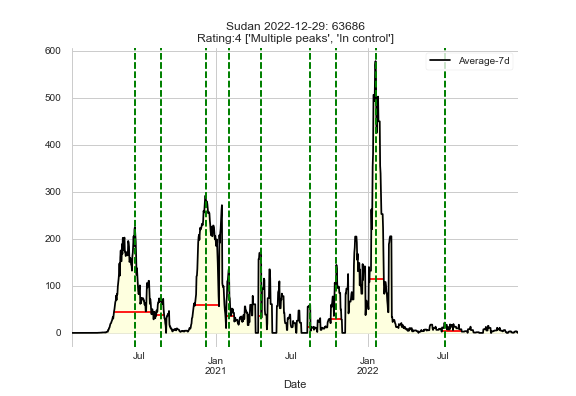 Sudan 2022-12-29: 63686
Rating:4 ['Multiple peaks', 'In control']
Average-7d
600
500
400
300
200
100
0
Jul
Jan
2021
Jul
Jan
2022
Jul
Date